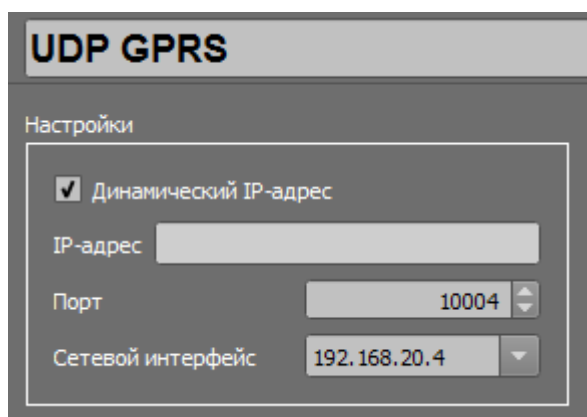 UDP GPRS
Настройки
Динамический IP-адрес
IP-адрес
Порт 10004
Сетевой интерфейс 192.168.20.4